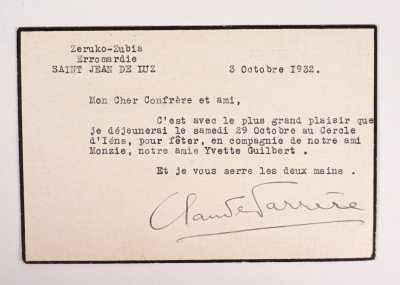 Zeruko-Zubia
Erromardie
SAINT JEAN DE LUZ
3 Octobre 1932.
Mon Cher Confrère et ami,
C'est avec le plus grand plaisir que
je déjeunerai le samedi 29 Octobre au Cercle
d'Iéna, pour fêter, en compagnie de notre ami
Monzie, notre amie Yvette Guilbert .
Et je vous serre les deux mains .
Claude Farrère